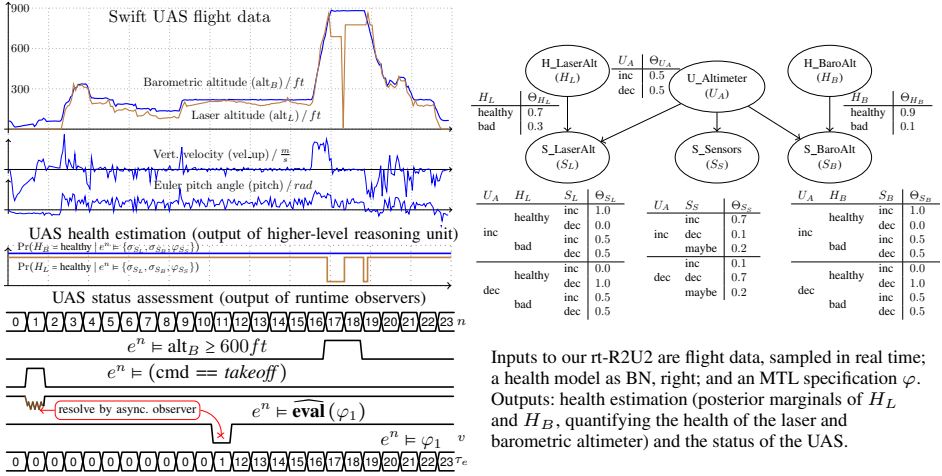 Swift UAS flight data
900
600
300
Barometric altitude (alt_B) / ft
Laser altitude (alt_L) / ft
Vert. velocity (vel_up) / m/s
Euler pitch angle (pitch) / rad
UAS health estimation (output of higher-level reasoning unit)
Pr(H_B = healthy | e^n ⊨ {σ_{S_L}, σ_{S_B}, φ_{S_S}})
Pr(H_L = healthy | e^n ⊨ {σ_{S_L}, σ_{S_B}, φ_{S_S}})
UAS status assessment (output of runtime observers)
0 1 2 3 4 5 6 7 8 9 10 11 12 13 14 15 16 17 18 19 20 21 22 23 n
e^n ⊨ alt_B ≥ 600 ft
e^n ⊨ (cmd == takeoff)
resolve by async. observer
e^n ⊨ eval̂(φ_1)
e^n ⊨ φ_1 v
0 0 0 0 0 0 0 0 0 0 0 1 12 13 14 15 16 17 18 19 20 21 22 23 τ_e
H_LaserAlt
(H_L)
U_A Θ_{U_A}
inc 0.5
dec 0.5
U_Altimeter
(U_A)
H_BaroAlt
(H_B)
H_L Θ_{H_L}
healthy 0.7
bad 0.3
H_B Θ_{H_B}
healthy 0.9
bad 0.1
S_LaserAlt
(S_L)
S_Sensors
(S_S)
S_BaroAlt
(S_B)
U_A H_L S_L Θ_{S_L}
inc healthy inc 1.0
dec 0.0
bad inc 0.5
dec 0.5
dec healthy inc 0.0
dec 1.0
bad inc 0.5
dec 0.5
U_A S_S Θ_{S_S}
inc inc 0.7
dec 0.1
maybe 0.2
dec inc 0.1
dec 0.7
maybe 0.2
U_A H_B S_B Θ_{S_B}
inc healthy inc 1.0
dec 0.0
bad inc 0.5
dec 0.5
dec healthy inc 0.0
dec 1.0
bad inc 0.5
dec 0.5
Inputs to our rt-R2U2 are flight data, sampled in real time;
a health model as BN, right; and an MTL specification φ.
Outputs: health estimation (posterior marginals of H_L
and H_B, quantifying the health of the laser and
barometric altimeter) and the status of the UAS.